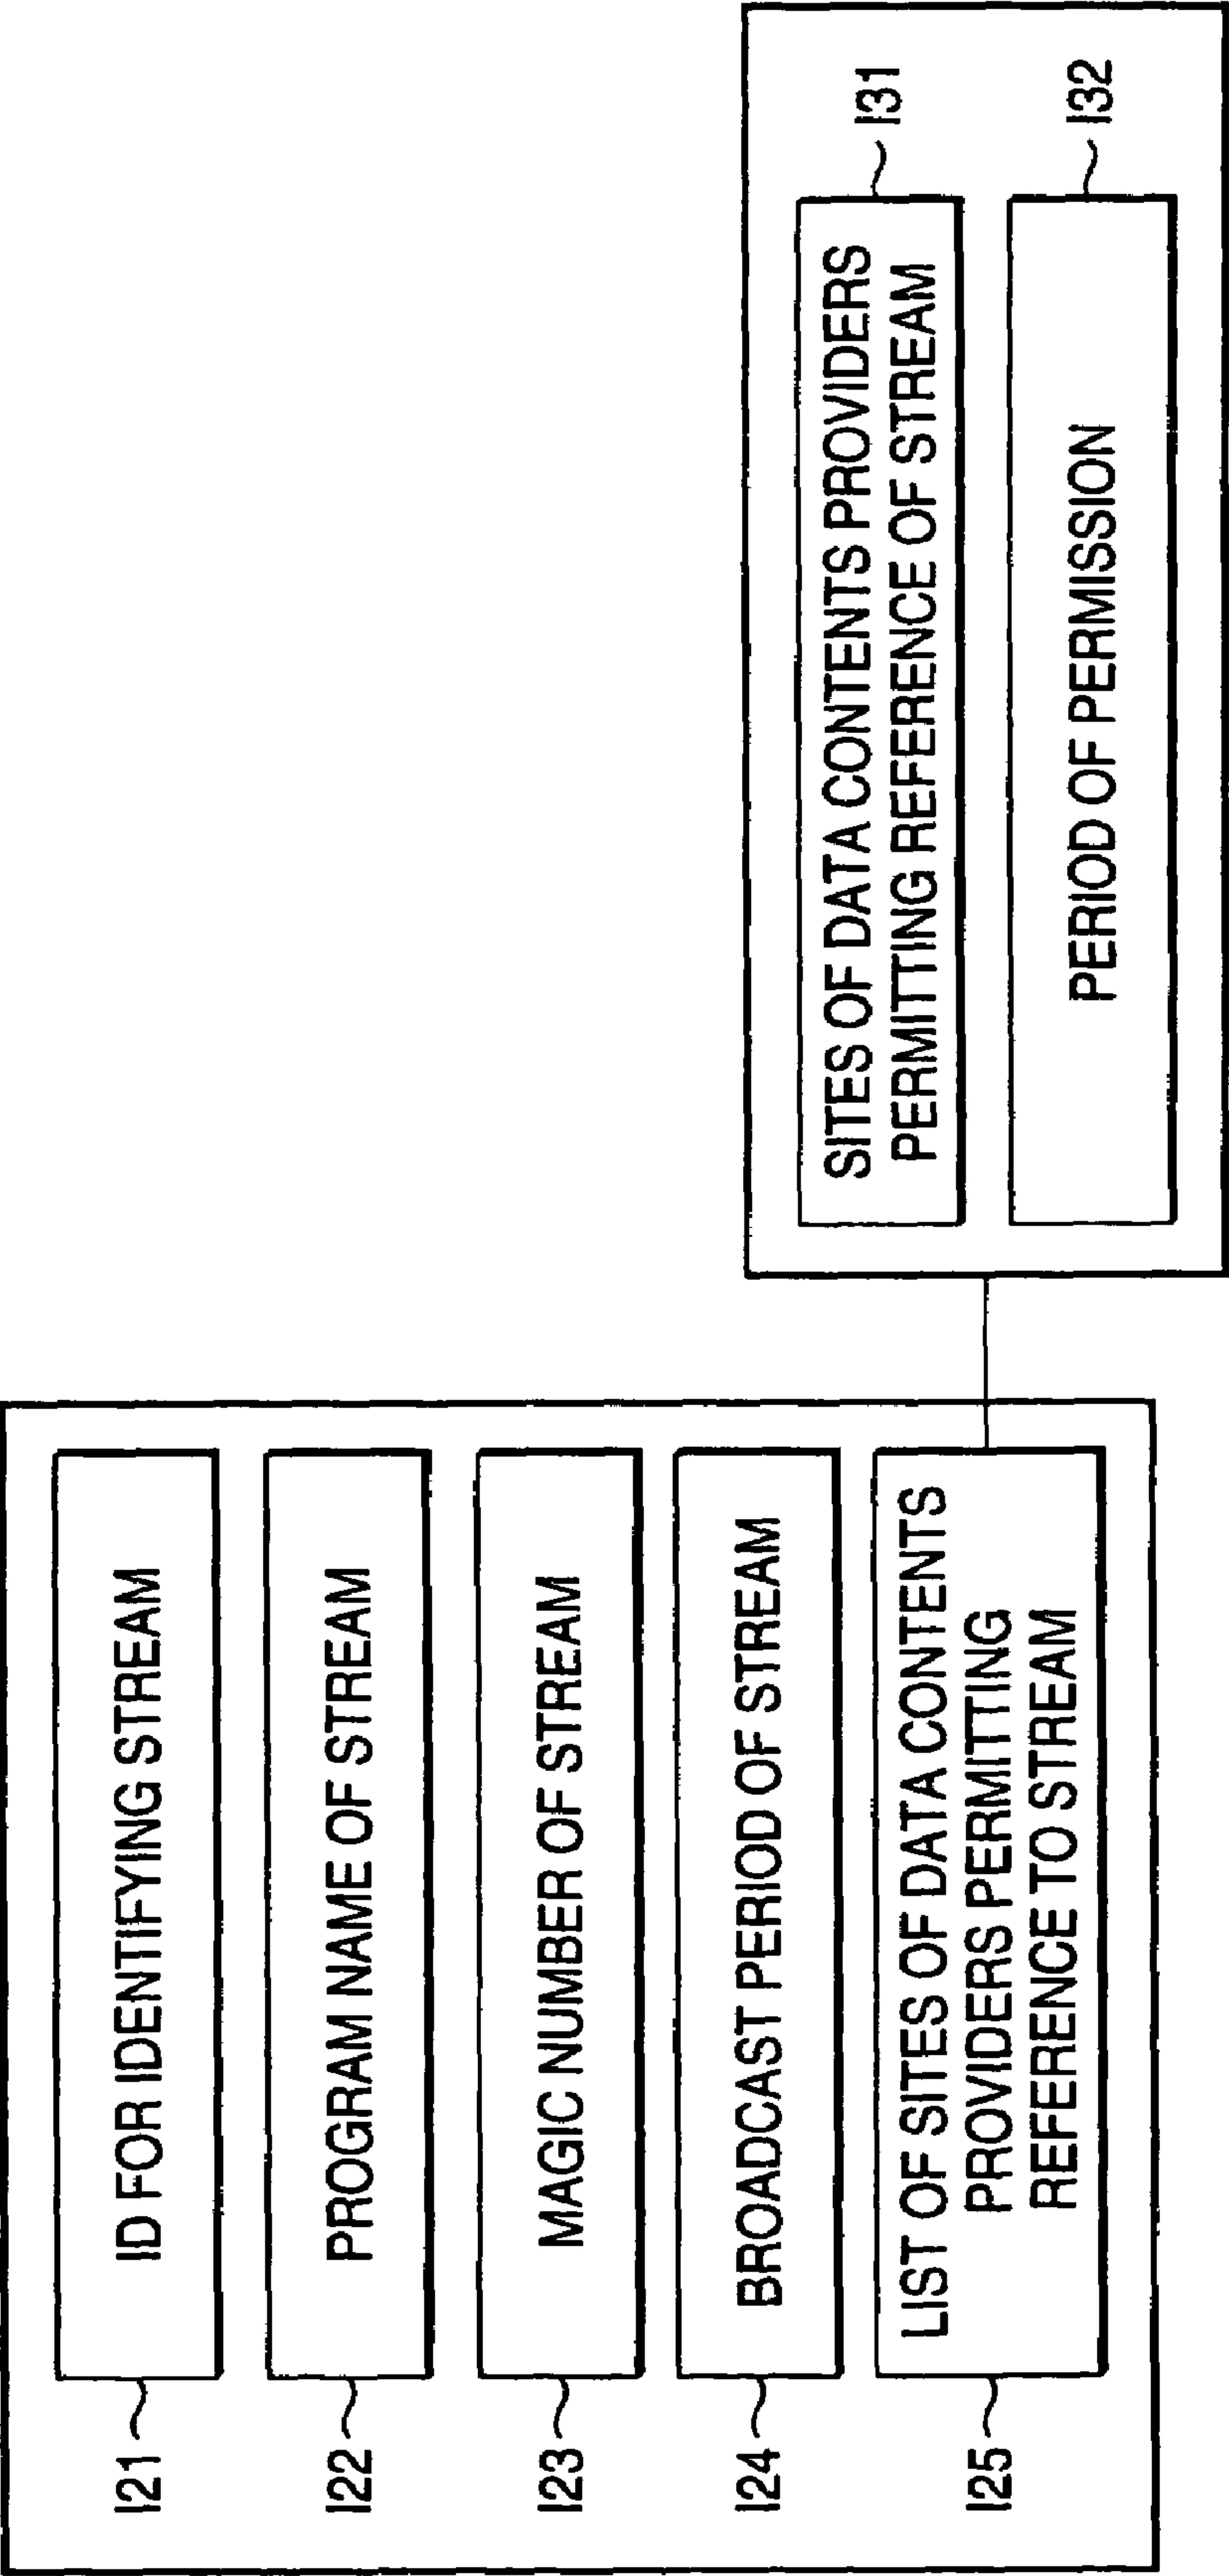 I21
ID FOR IDENTIFYING STREAM
I22
PROGRAM NAME OF STREAM
I23
MAGIC NUMBER OF STREAM
I24
BROADCAST PERIOD OF STREAM
I25
LIST OF SITES OF DATA CONTENTS
PROVIDERS PERMITTING
REFERENCE TO STREAM
SITES OF DATA CONTENTS PROVIDERS
PERMITTING REFERENCE OF STREAM
I31
PERIOD OF PERMISSION
I32